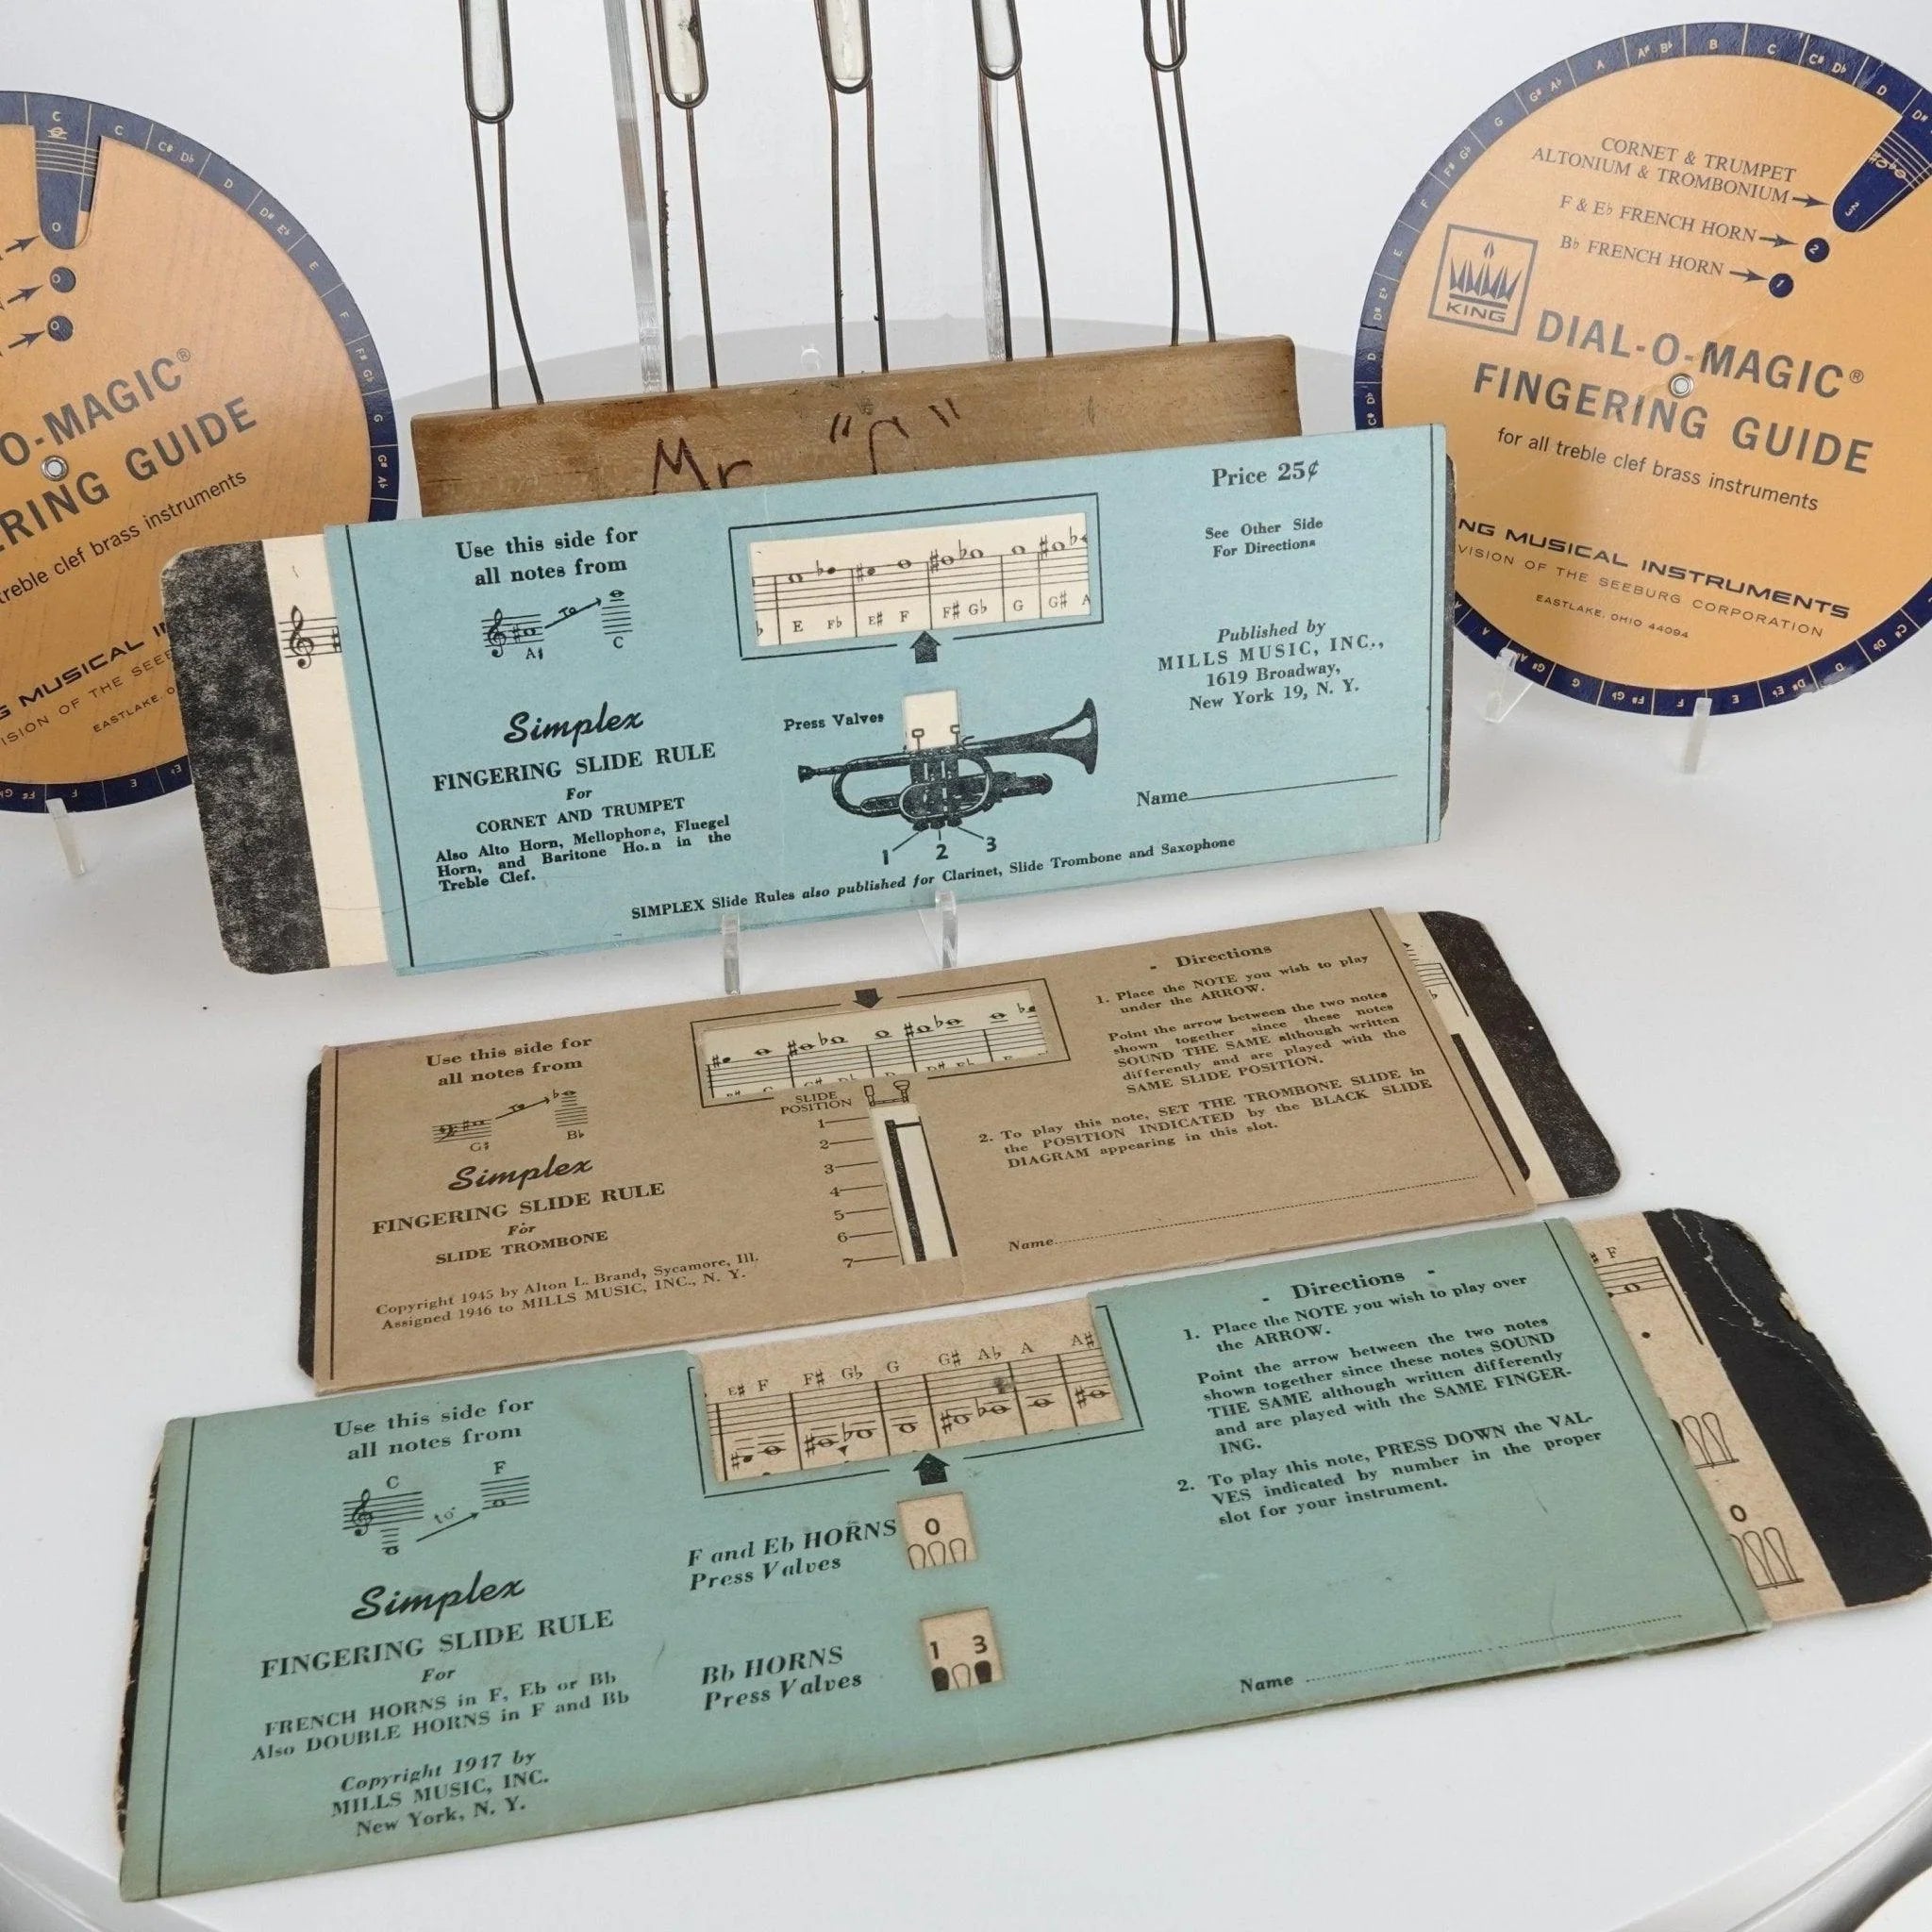 C
C
C# D♭
D
D# E♭
E
F
F# G♭
G
G# A♭
O
O
O
O-MAGIC®
RING GUIDE
treble clef brass instruments
G MUSICAL I
ISION OF THE SEEB
EASTLAKE, O
Mr "C"
F# G♭
G
G# A♭
A
A# B♭
B
C
C# D♭
D
D#
CORNET & TRUMPET
ALTONIUM & TROMBONIUM
F & E♭ FRENCH HORN
2
B♭ FRENCH HORN
1
KING
DIAL-O-MAGIC®
FINGERING GUIDE
for all treble clef brass instruments
NG MUSICAL INSTRUMENTS
VISION OF THE SEEBURG CORPORATION
EASTLAKE, OHIO 44094
Use this side for
all notes from
To
A♯
C
Simplex
FINGERING SLIDE RULE
For
CORNET AND TRUMPET
Also Alto Horn, Mellophone, Fluegel
Horn, and Baritone Horn in the
Treble Clef.
♭ E F♭ E# F F# G♭ G G# A
Press Valves
1 2 3
Price 25¢
See Other Side
For Directions
Published by
MILLS MUSIC, INC.,
1619 Broadway,
New York 19, N. Y.
Name
SIMPLEX Slide Rules also published for Clarinet, Slide Trombone and Saxophone
Use this side for
all notes from
To
G♯
B♭
Simplex
FINGERING SLIDE RULE
For
SLIDE TROMBONE
Copyright 1945 by Alton L. Brand, Sycamore, Ill.
Assigned 1946 to MILLS MUSIC, INC., N. Y.
SLIDE
POSITION
1
2
3
4
5
6
7
- Directions
1. Place the NOTE you wish to play
under the ARROW.
Point the arrow between the two notes
shown together since these notes
SOUND THE SAME although written
differently and are played with the
SAME SLIDE POSITION.
2. To play this note, SET THE TROMBONE SLIDE in
the POSITION INDICATED by the BLACK SLIDE
DIAGRAM appearing in this slot.
Name
Use this side for
all notes from
C
to
F
Simplex
FINGERING SLIDE RULE
For
FRENCH HORNS in F, Eb or Bb
Also DOUBLE HORNS in F and Bb
Copyright 1947 by
MILLS MUSIC, INC.
New York, N. Y.
E# F F# G♭ G G# A♭ A A#
F and Eb HORNS
Press Valves
0
Bb HORNS
Press Valves
1 3
- Directions -
1. Place the NOTE you wish to play over
the ARROW.
Point the arrow between the two notes
shown together since these notes SOUND
THE SAME although written differently
and are played with the SAME FINGER-
ING.
2. To play this note, PRESS DOWN the VAL-
VES indicated by number in the proper
slot for your instrument.
Name
# F
0